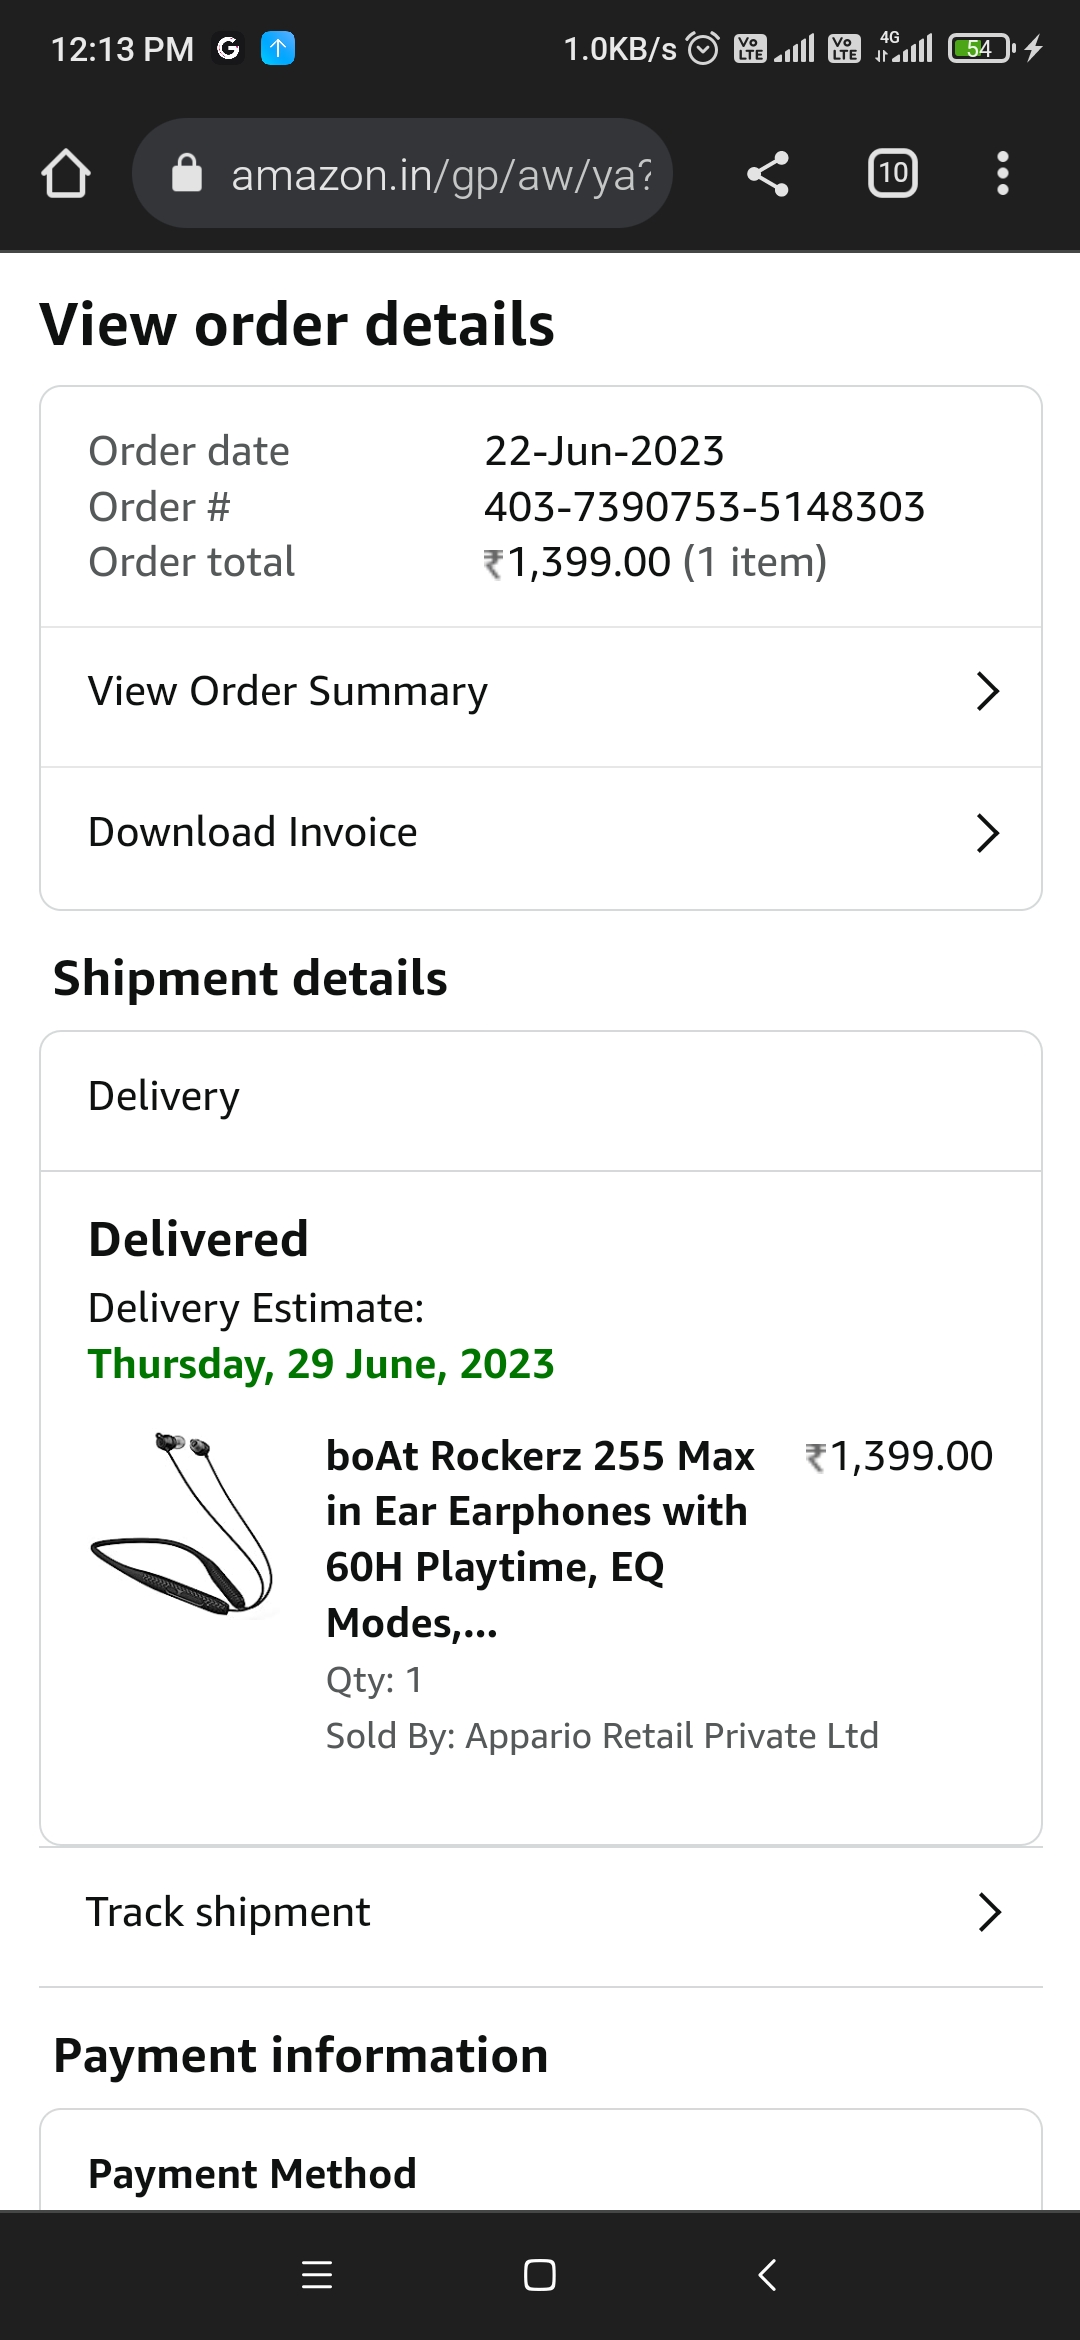 12:13 PM G 1.0KB/s Vo LTE Vo LTE 4G 54
amazon.in/gp/aw/ya? 10
View order details
Order date 22-Jun-2023
Order # 403-7390753-5148303
Order total ₹1,399.00 (1 item)
View Order Summary
Download Invoice
Shipment details
Delivery
Delivered
Delivery Estimate:
Thursday, 29 June, 2023
boAt Rockerz 255 Max ₹1,399.00
in Ear Earphones with
60H Playtime, EQ
Modes,...
Qty: 1
Sold By: Appario Retail Private Ltd
Track shipment
Payment information
Payment Method